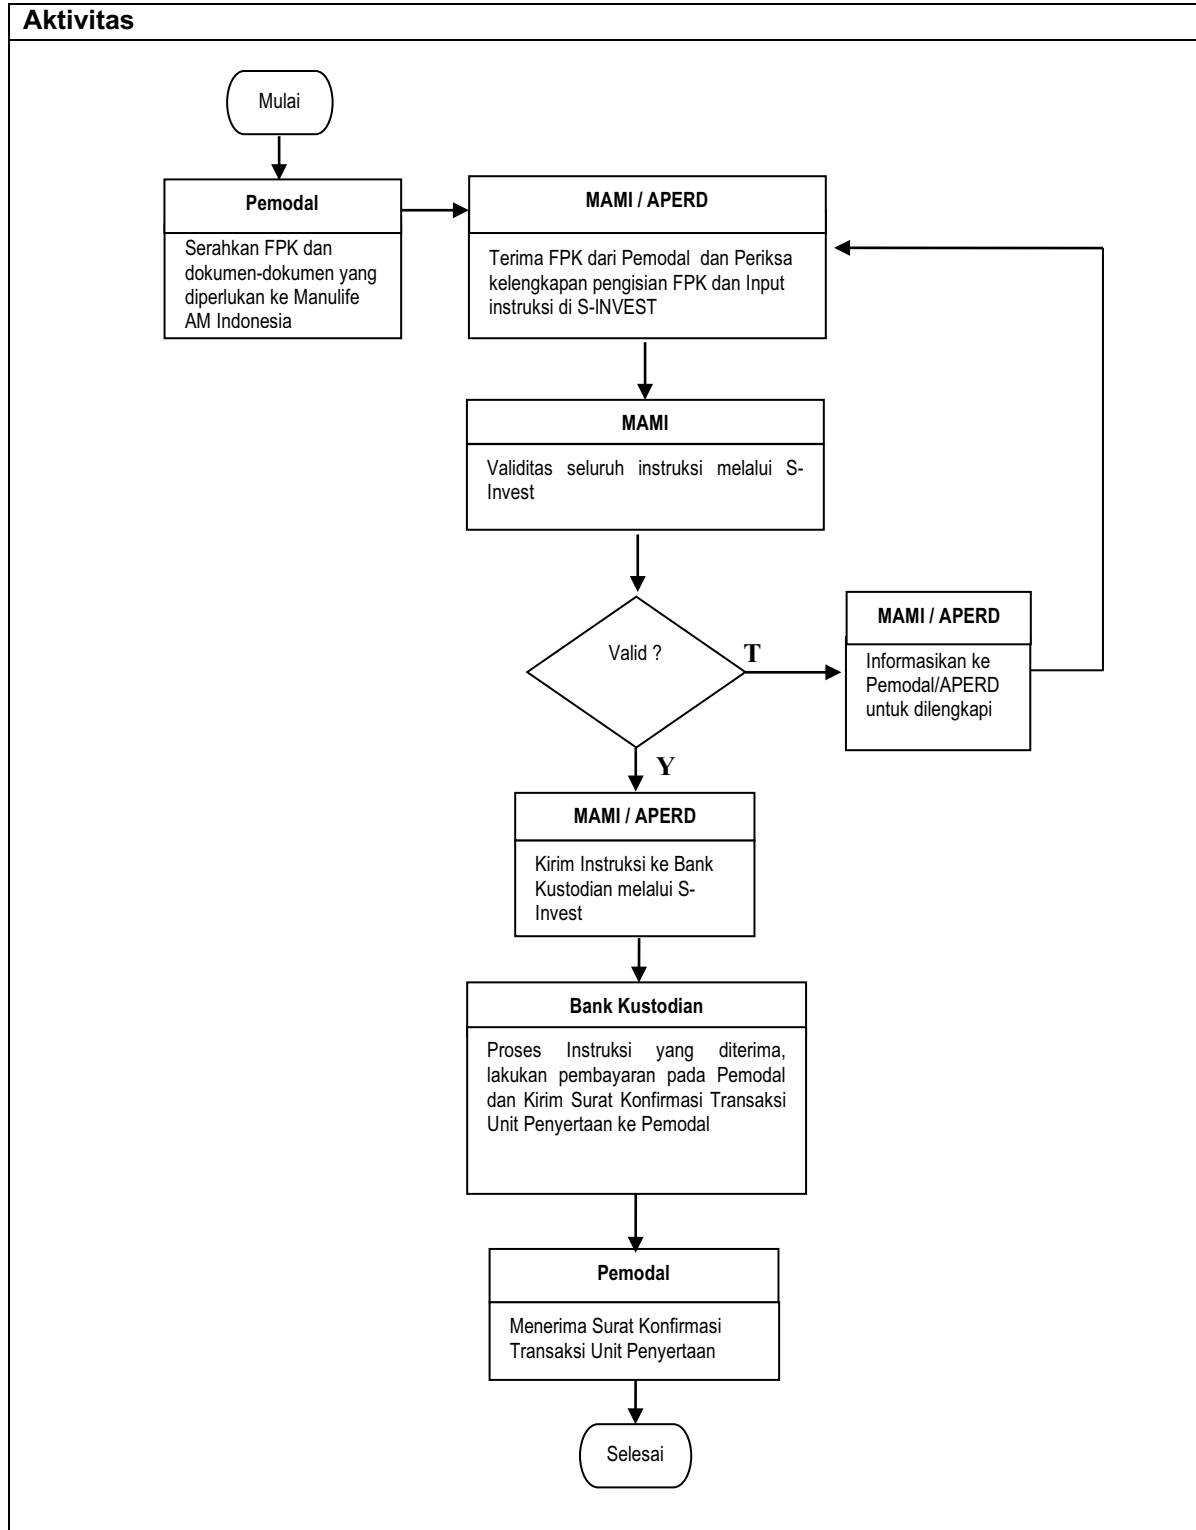 Aktivitas
Mulai
Pemodal
Serahkan FPK dan
dokumen-dokumen yang
diperlukan ke Manulife
AM Indonesia
MAMI / APERD
Terima FPK dari Pemodal dan Periksa
kelengkapan pengisian FPK dan Input
instruksi di S-INVEST
MAMI
Validitas seluruh instruksi melalui S-
Invest
Valid ?
T
MAMI / APERD
Informasikan ke
Pemodal/APERD
untuk dilengkapi
Y
MAMI / APERD
Kirim Instruksi ke Bank
Kustodian melalui S-
Invest
Bank Kustodian
Proses Instruksi yang diterima,
lakukan pembayaran pada Pemodal
dan Kirim Surat Konfirmasi Transaksi
Unit Penyertaan ke Pemodal
Pemodal
Menerima Surat Konfirmasi
Transaksi Unit Penyertaan
Selesai